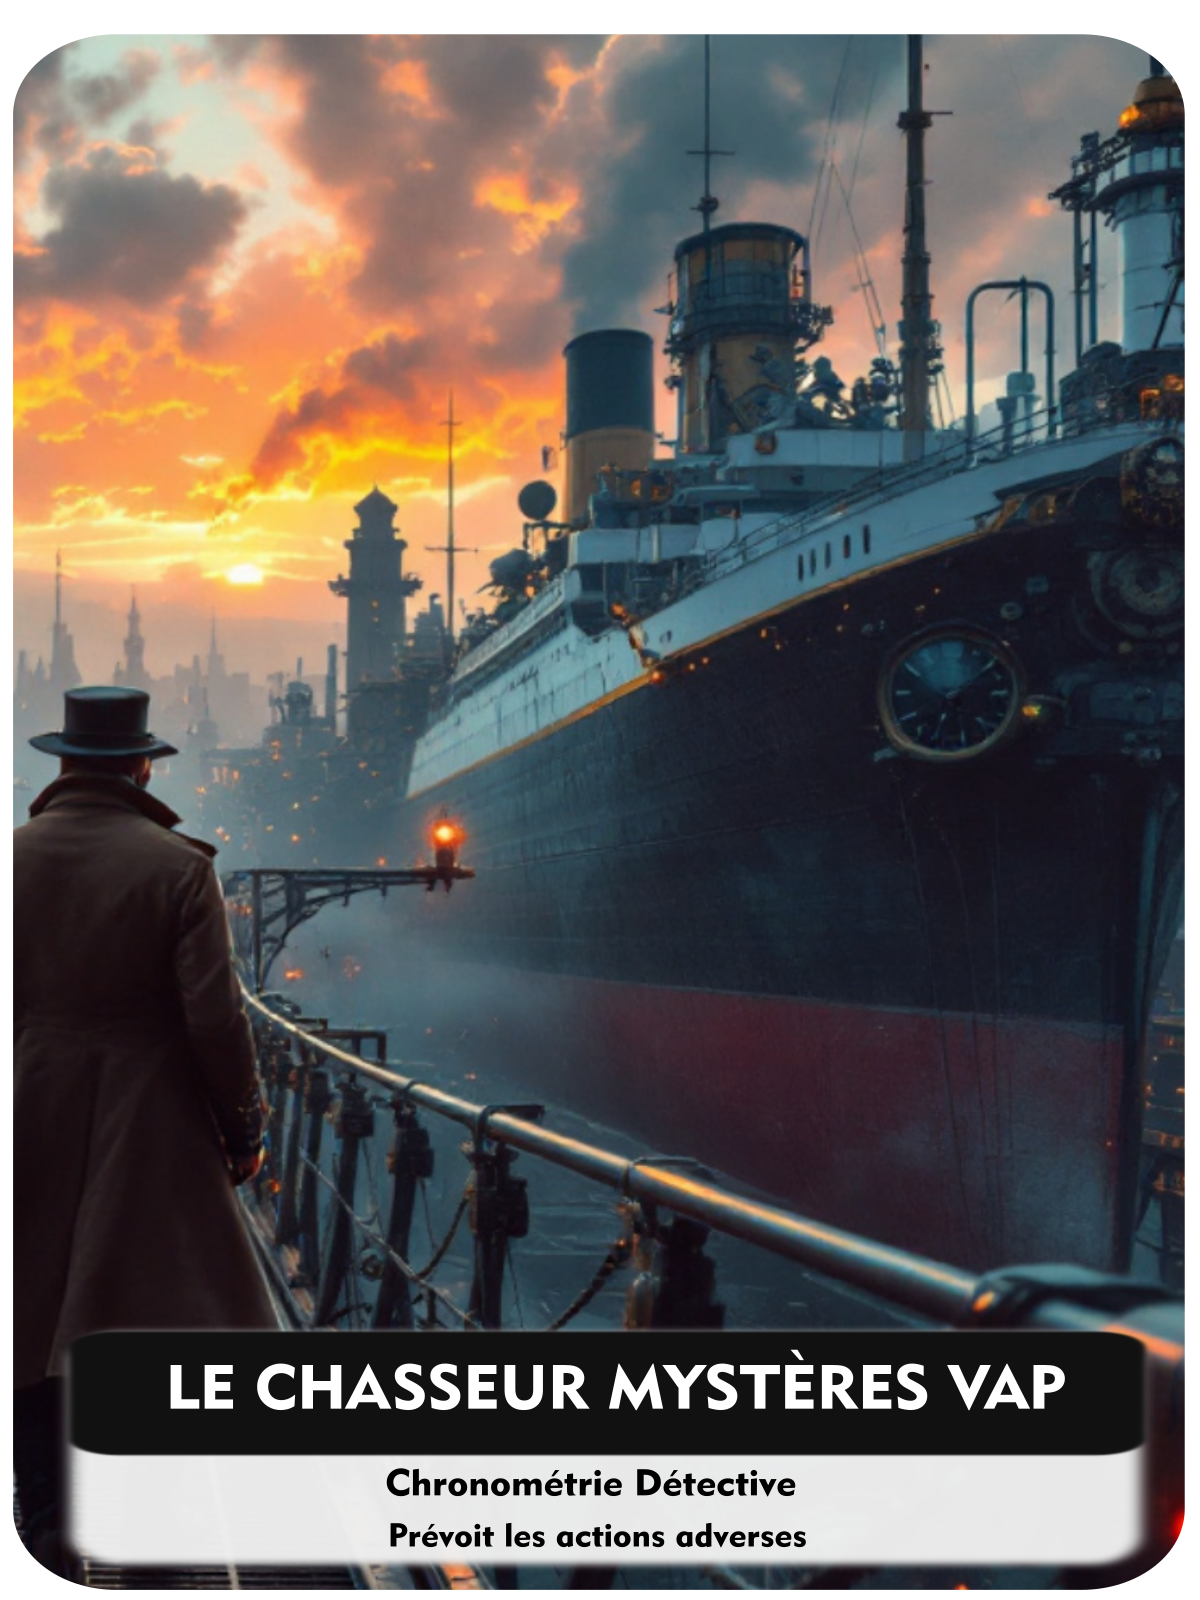 LE CHASSEUR MYSTÈRES VAP
Chronométrie Détective
Prévoit les actions adverses